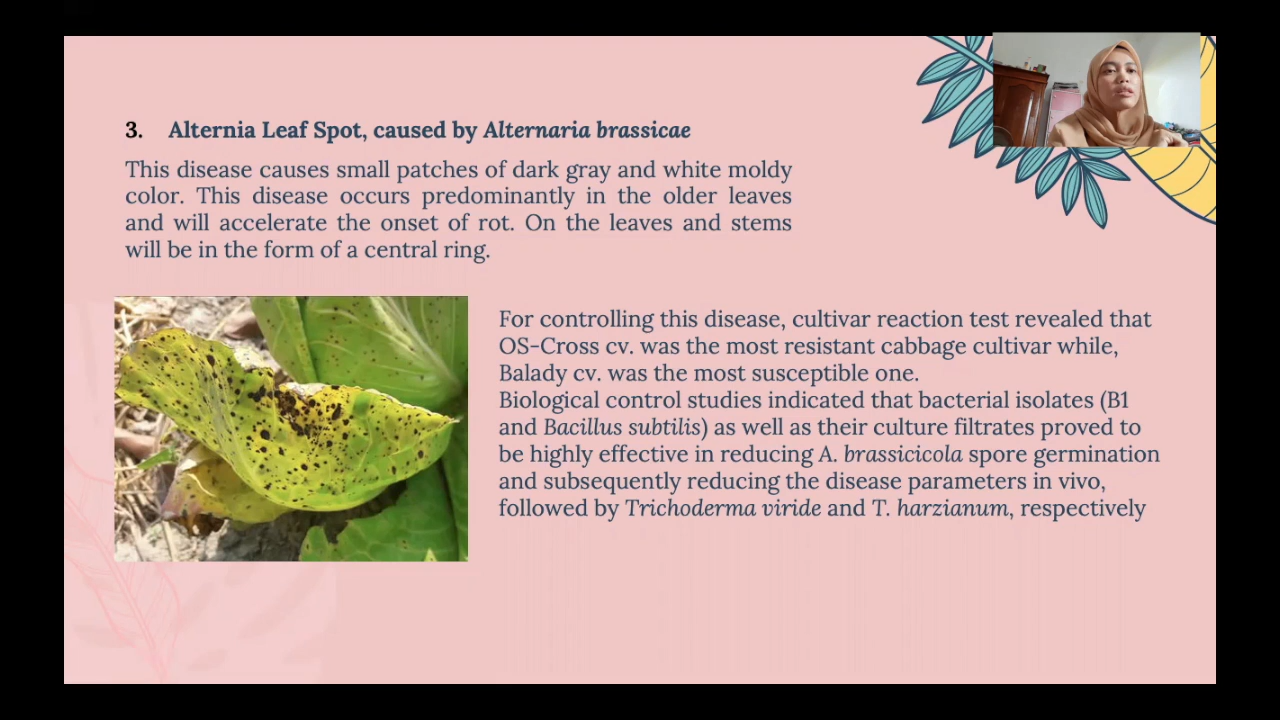 3. Alternia Leaf Spot, caused by Alternaria brassicae
This disease causes small patches of dark gray and white moldy
color. This disease occurs predominantly in the older leaves
and will accelerate the onset of rot. On the leaves and stems
will be in the form of a central ring.
For controlling this disease, cultivar reaction test revealed that
OS-Cross cv. was the most resistant cabbage cultivar while,
Balady cv. was the most susceptible one.
Biological control studies indicated that bacterial isolates (B1
and Bacillus subtilis) as well as their culture filtrates proved to
be highly effective in reducing A. brassicicola spore germination
and subsequently reducing the disease parameters in vivo,
followed by Trichoderma viride and T. harzianum, respectively